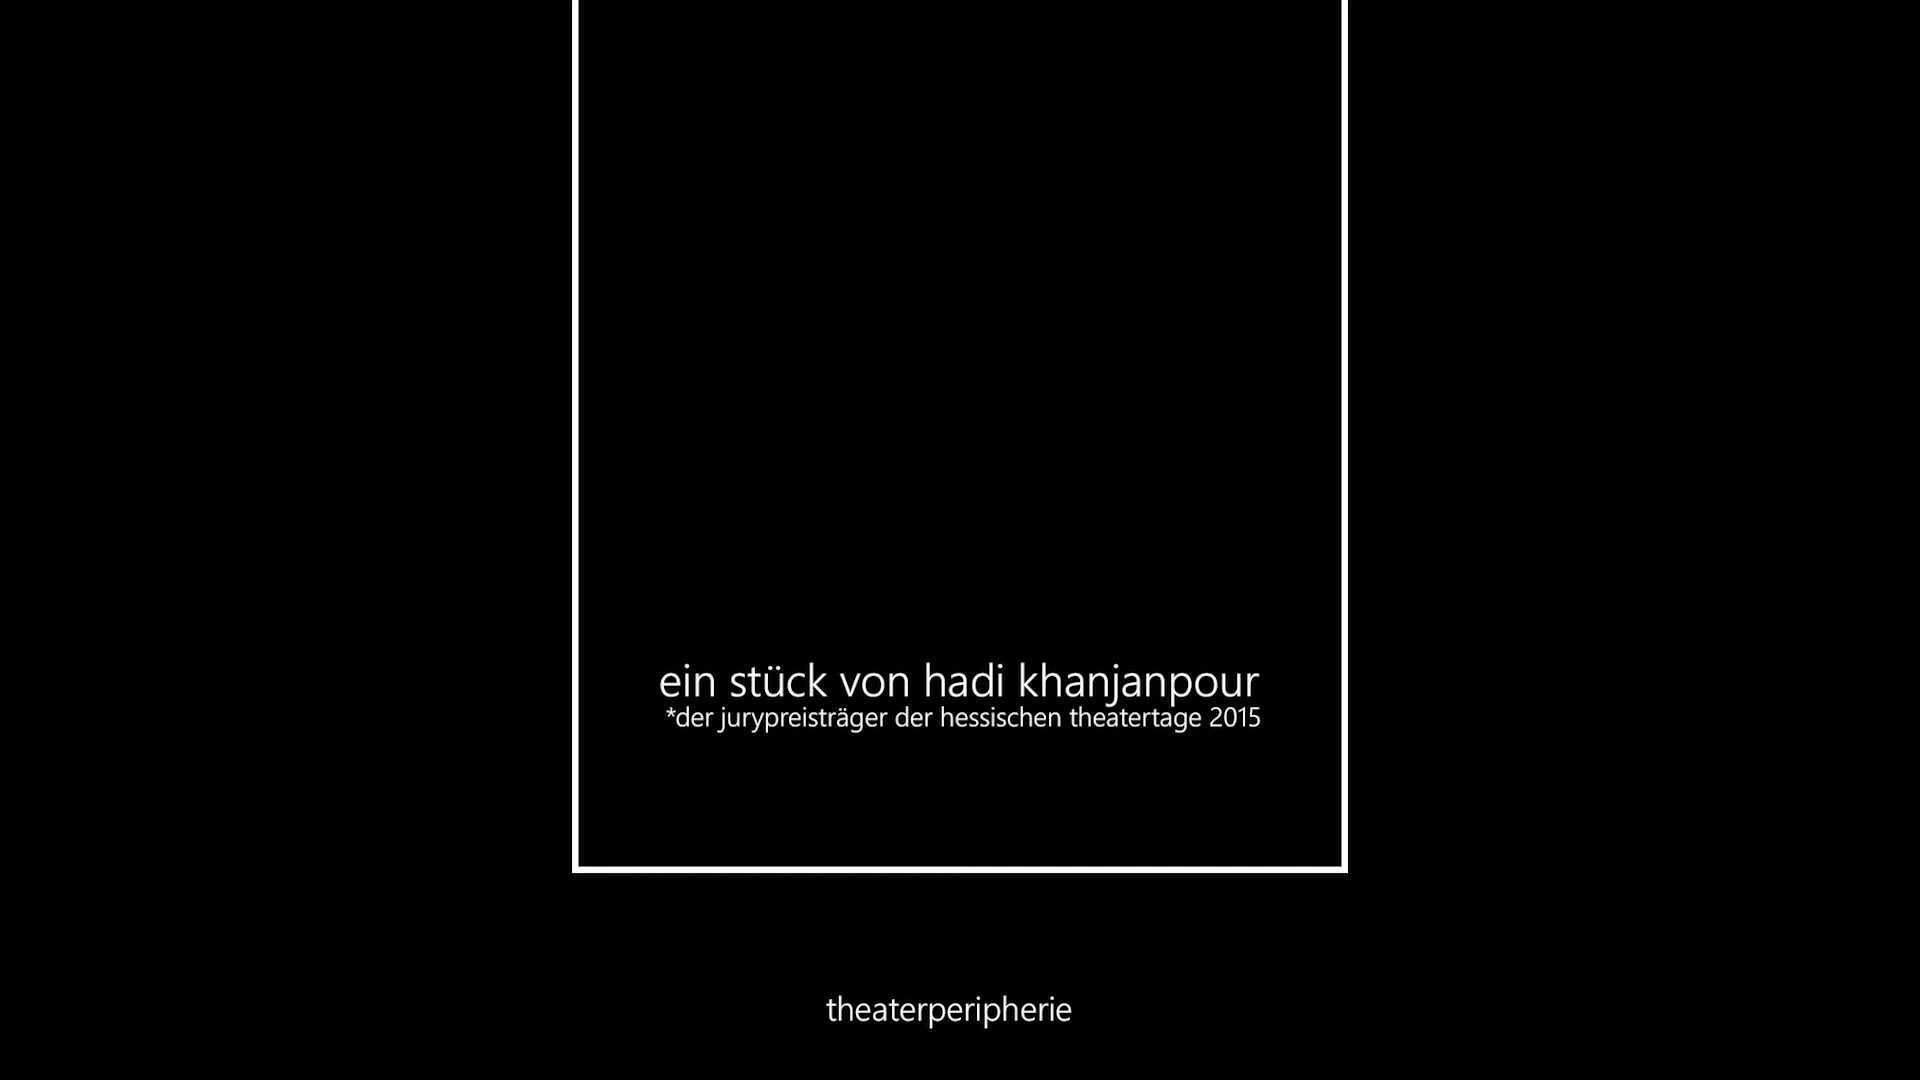 ein stück von hadi khanjanpour
*der jurypreisträger der hessischen theatertage 2015
theaterperipherie